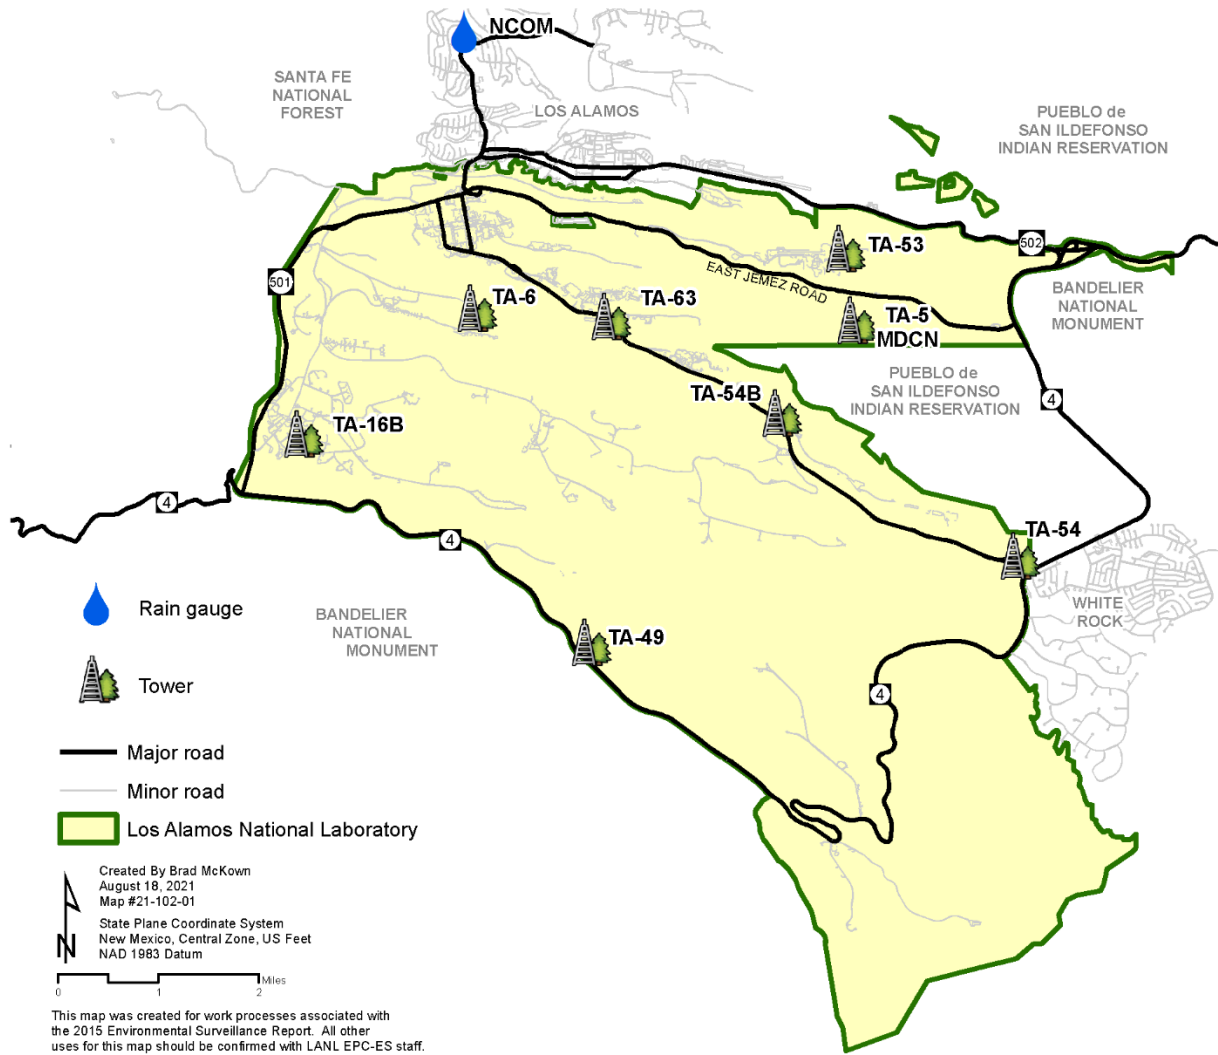 NCOM
SANTA FE
NATIONAL
FOREST
LOS ALAMOS
PUEBLO de
SAN ILDEFONSO
INDIAN RESERVATION
TA-53
502
EAST JEMEZ ROAD
501
TA-6
TA-63
TA-5
MDCN
BANDELIER
NATIONAL
MONUMENT
PUEBLO de
SAN ILDEFONSO
INDIAN RESERVATION
TA-54B
4
TA-16B
4
4
TA-54
Rain gauge
BANDELIER
NATIONAL
MONUMENT
WHITE
ROCK
TA-49
Tower
4
Major road
Minor road
Los Alamos National Laboratory
Created By Brad McKown
August 18, 2021
Map #21-102-01
State Plane Coordinate System
New Mexico, Central Zone, US Feet
NAD 1983 Datum
N
Miles
0 1 2
This map was created for work processes associated with
the 2015 Environmental Surveillance Report. All other
uses for this map should be confirmed with LANL EPC-ES staff.